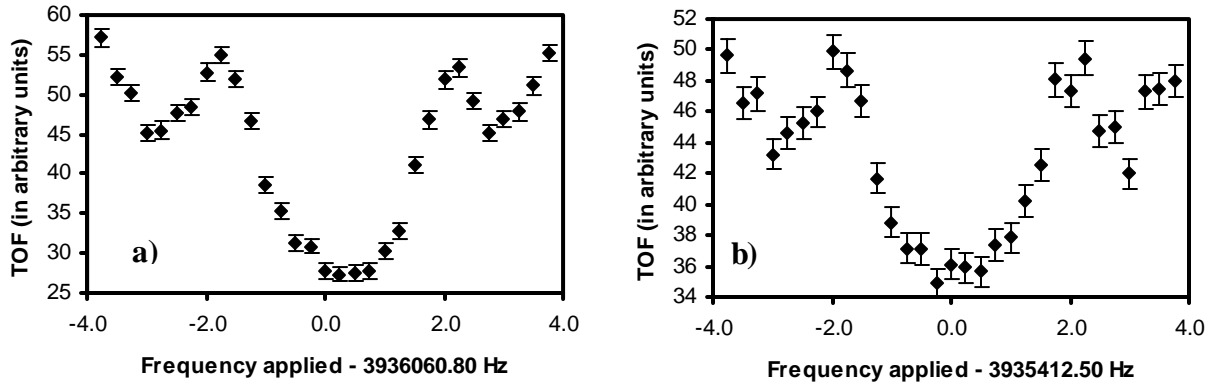 TOF (in arbitrary units)
60
55
50
45
40
35
30
25
a)
-4.0 -2.0 0.0 2.0 4.0
Frequency applied - 3936060.80 Hz
TOF (in arbitrary units)
52
50
48
46
44
42
40
38
36
34
b)
-4.0 -2.0 0.0 2.0 4.0
Frequency applied - 3935412.50 Hz